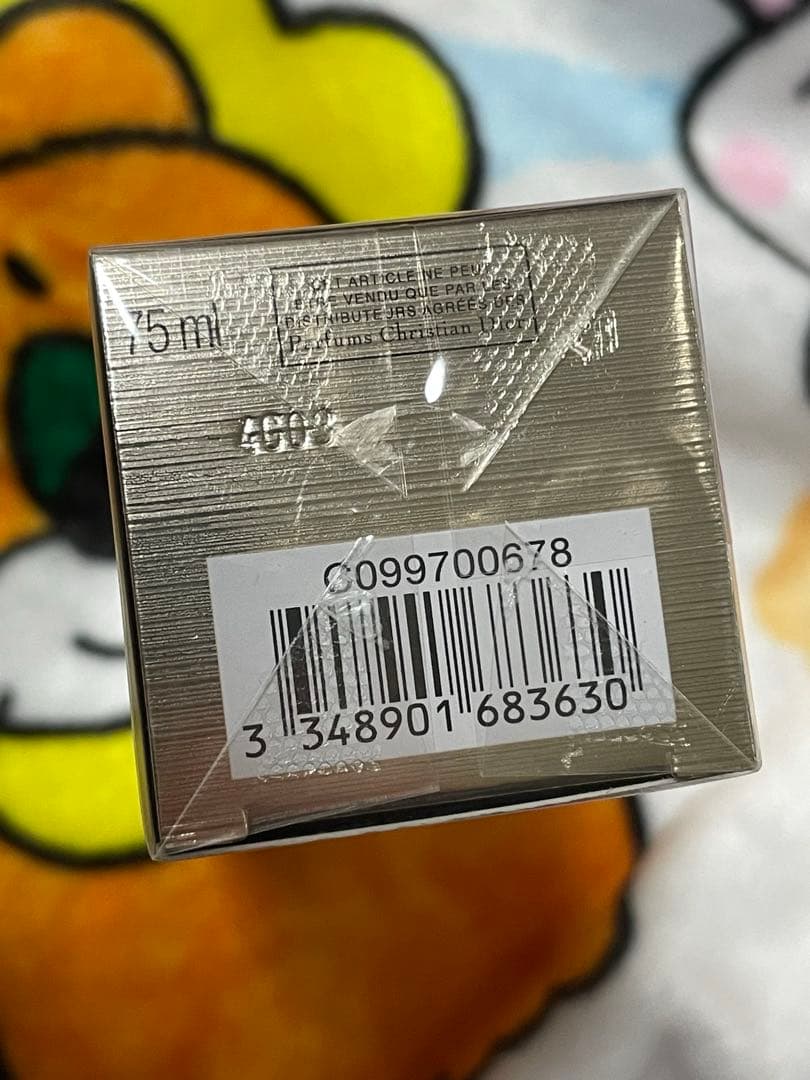 75 ml
CET ARTICLE NE PEUT
ÊTRE VENDU QUE PAR LES
DISTRIBUTEURS AGRÉÉS DES
Parfums Christian Dior
C099700678
3 348901 683630